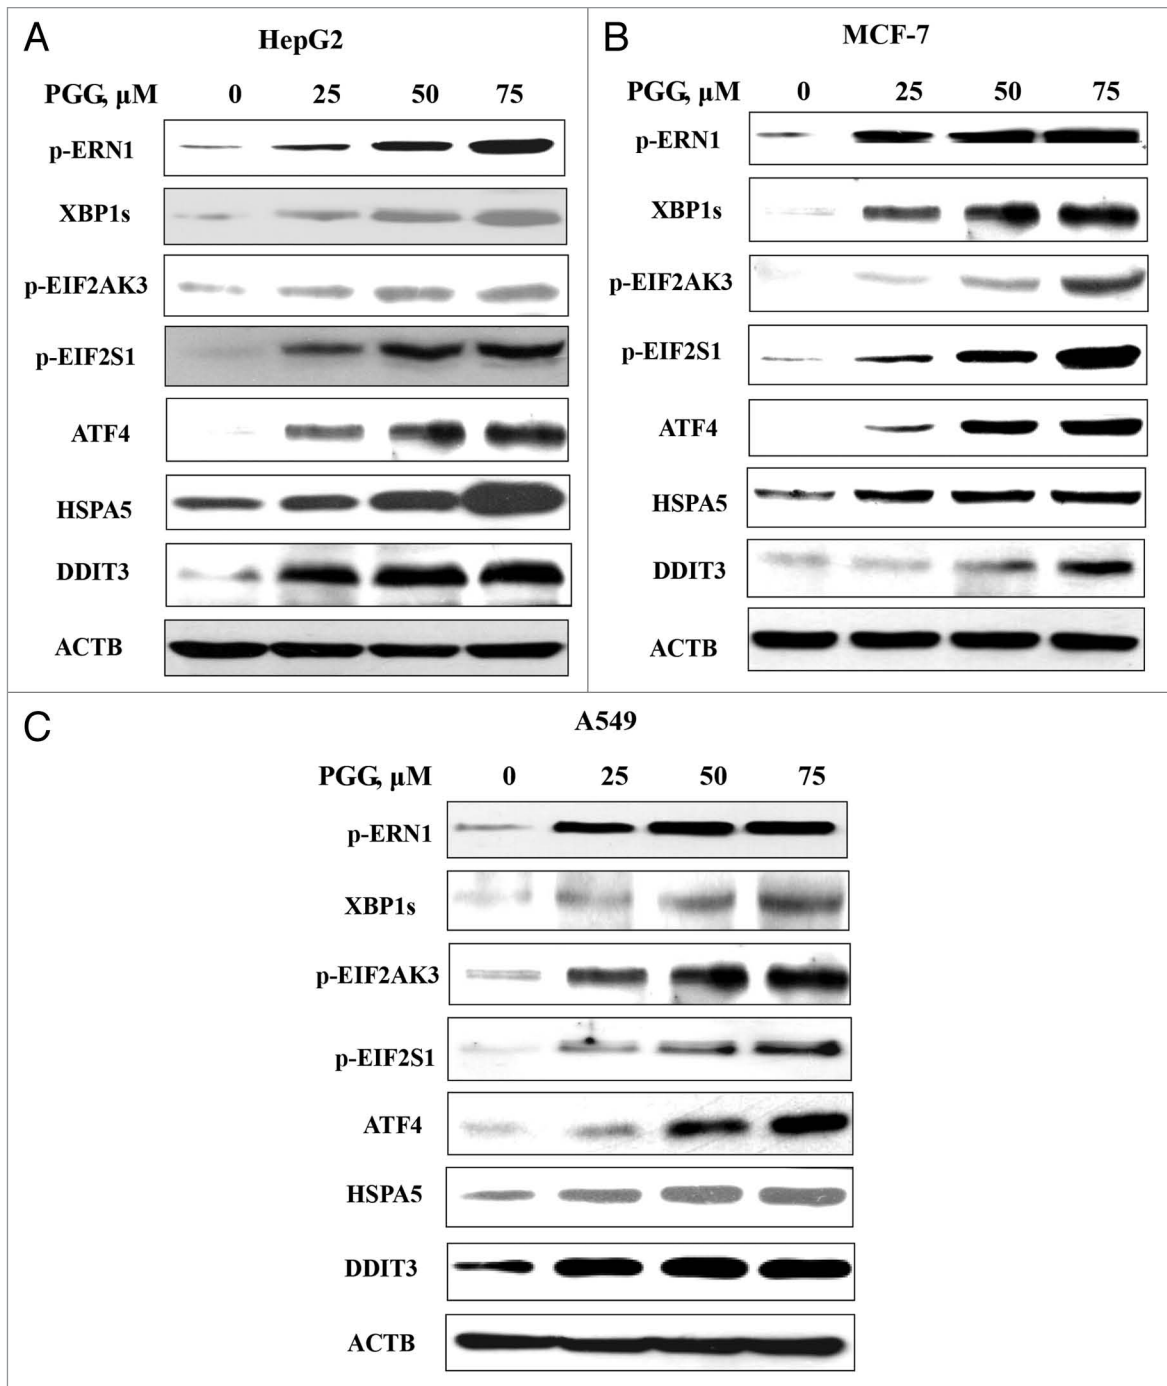 A
HepG2
PGG, µM 0 25 50 75
p-ERN1
XBP1s
p-EIF2AK3
p-EIF2S1
ATF4
HSPA5
DDIT3
ACTB
B
MCF-7
PGG, µM 0 25 50 75
p-ERN1
XBP1s
p-EIF2AK3
p-EIF2S1
ATF4
HSPA5
DDIT3
ACTB
C
A549
PGG, µM 0 25 50 75
p-ERN1
XBP1s
p-EIF2AK3
p-EIF2S1
ATF4
HSPA5
DDIT3
ACTB